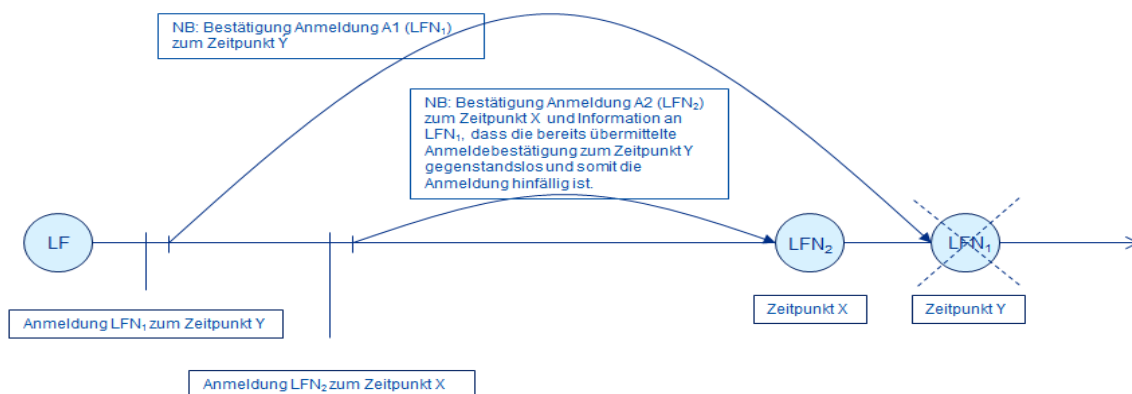 NB: Bestätigung Anmeldung A1 (LFN₁)
zum Zeitpunkt Y
NB: Bestätigung Anmeldung A2 (LFN₂)
zum Zeitpunkt X und Information an
LFN₁, dass die bereits übermittelte
Anmeldebestätigung zum Zeitpunkt Y
gegenstandslos und somit die
Anmeldung hinfällig ist.
LF
LFN₂
LFN₁
Anmeldung LFN₁ zum Zeitpunkt Y
Zeitpunkt X
Zeitpunkt Y
Anmeldung LFN₂ zum Zeitpunkt X